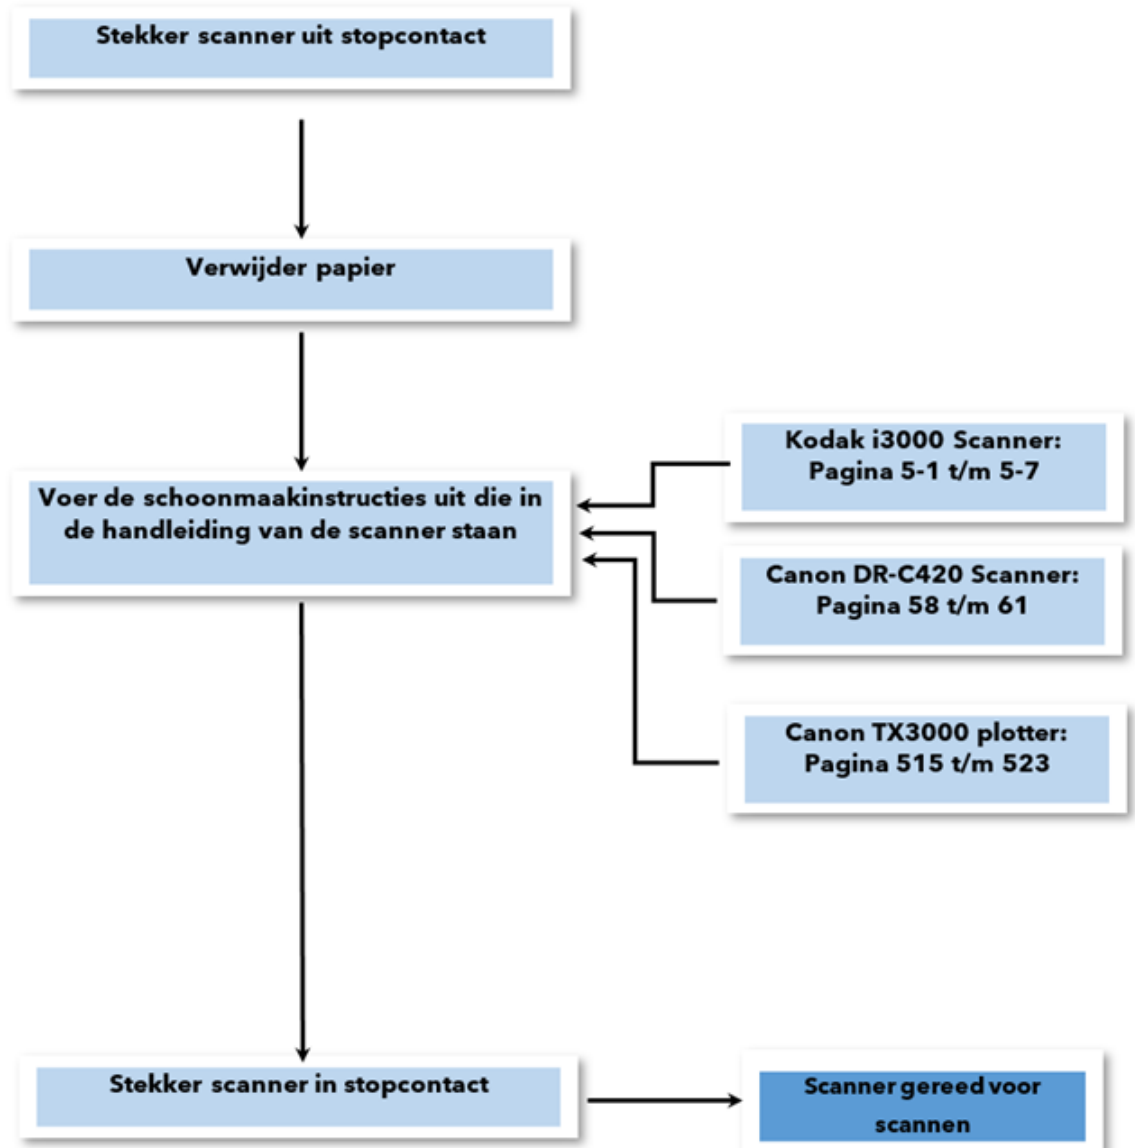 Stekker scanner uit stopcontact
Verwijder papier
Voer de schoonmaakinstructies uit die in
de handleiding van de scanner staan
Kodak i3000 Scanner:
Pagina 5-1 t/m 5-7
Canon DR-C420 Scanner:
Pagina 58 t/m 61
Canon TX3000 plotter:
Pagina 515 t/m 523
Stekker scanner in stopcontact
Scanner gereed voor
scannen